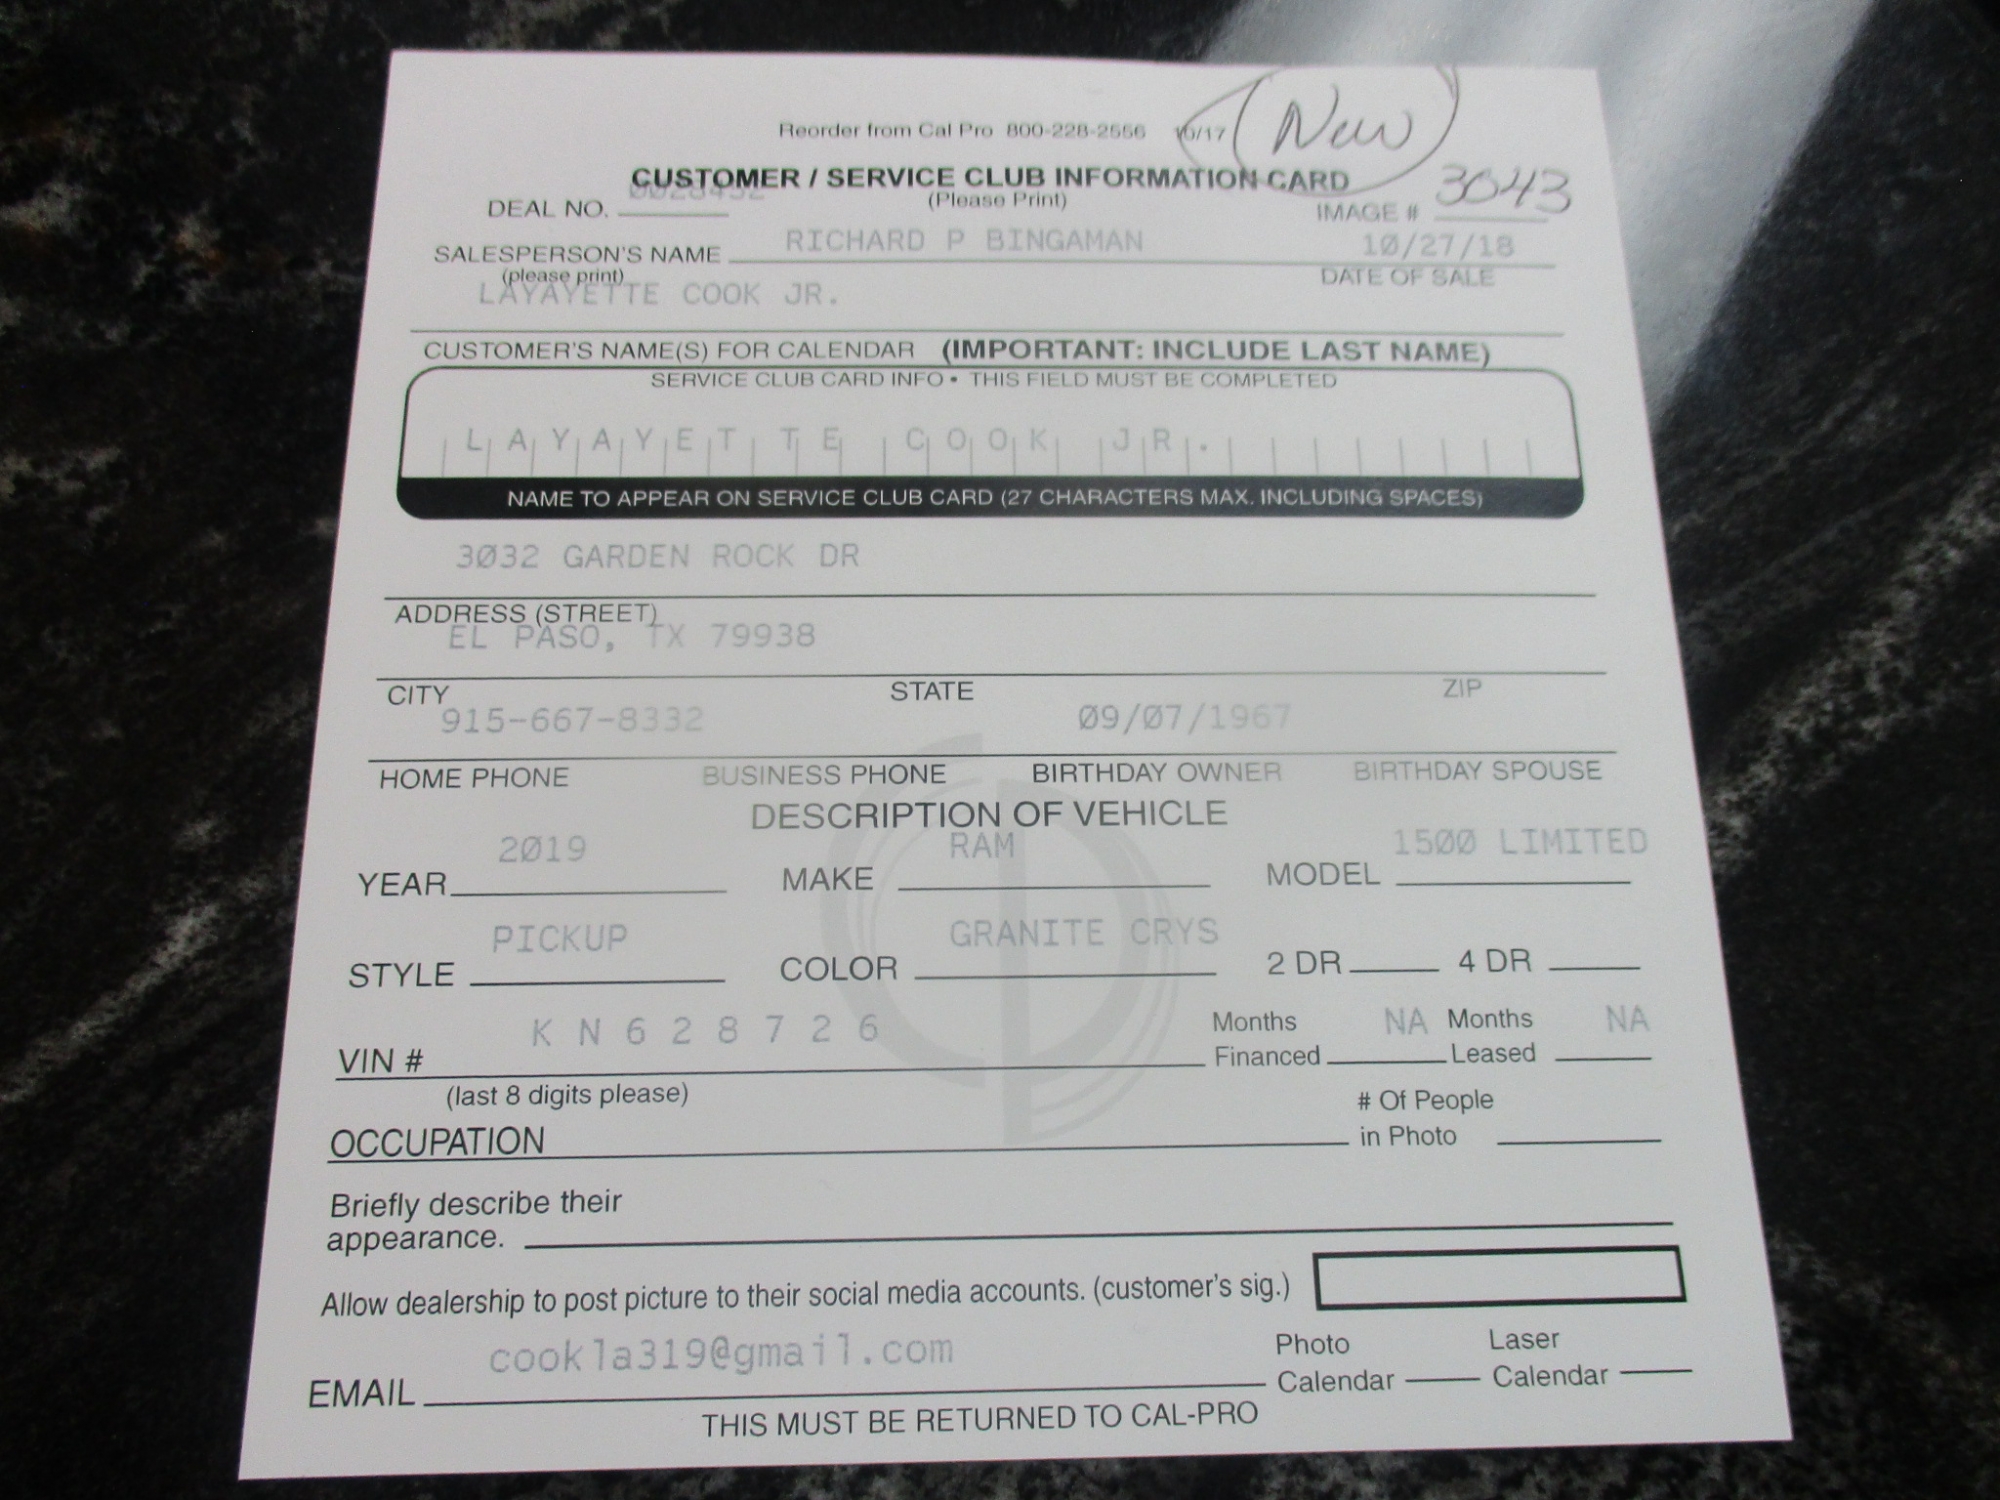 (New)
Reorder from Cal Pro 800-228-2556 10/17
CUSTOMER / SERVICE CLUB INFORMATION CARD
(Please Print)
3043
DEAL NO. IMAGE #
RICHARD P BINGAMAN 10/27/18
SALESPERSON'S NAME
(please print) DATE OF SALE
LAYAYETTE COOK JR.
CUSTOMER'S NAME(S) FOR CALENDAR (IMPORTANT: INCLUDE LAST NAME)
SERVICE CLUB CARD INFO • THIS FIELD MUST BE COMPLETED
L A Y A Y E T T E C O O K J R .
NAME TO APPEAR ON SERVICE CLUB CARD (27 CHARACTERS MAX. INCLUDING SPACES)
3032 GARDEN ROCK DR
ADDRESS (STREET)
EL PASO, TX 79938
CITY STATE ZIP
915-667-8332 09/07/1967
HOME PHONE BUSINESS PHONE BIRTHDAY OWNER BIRTHDAY SPOUSE
DESCRIPTION OF VEHICLE
2019 RAM 1500 LIMITED
YEAR MAKE MODEL
PICKUP GRANITE CRYS
STYLE COLOR 2 DR 4 DR
K N 6 2 8 7 2 6 Months NA Months NA
VIN # Financed Leased
(last 8 digits please) # Of People
OCCUPATION in Photo
Briefly describe their
appearance.
Allow dealership to post picture to their social media accounts. (customer's sig.)
cookla319@gmail.com Photo Laser
EMAIL Calendar Calendar
THIS MUST BE RETURNED TO CAL-PRO